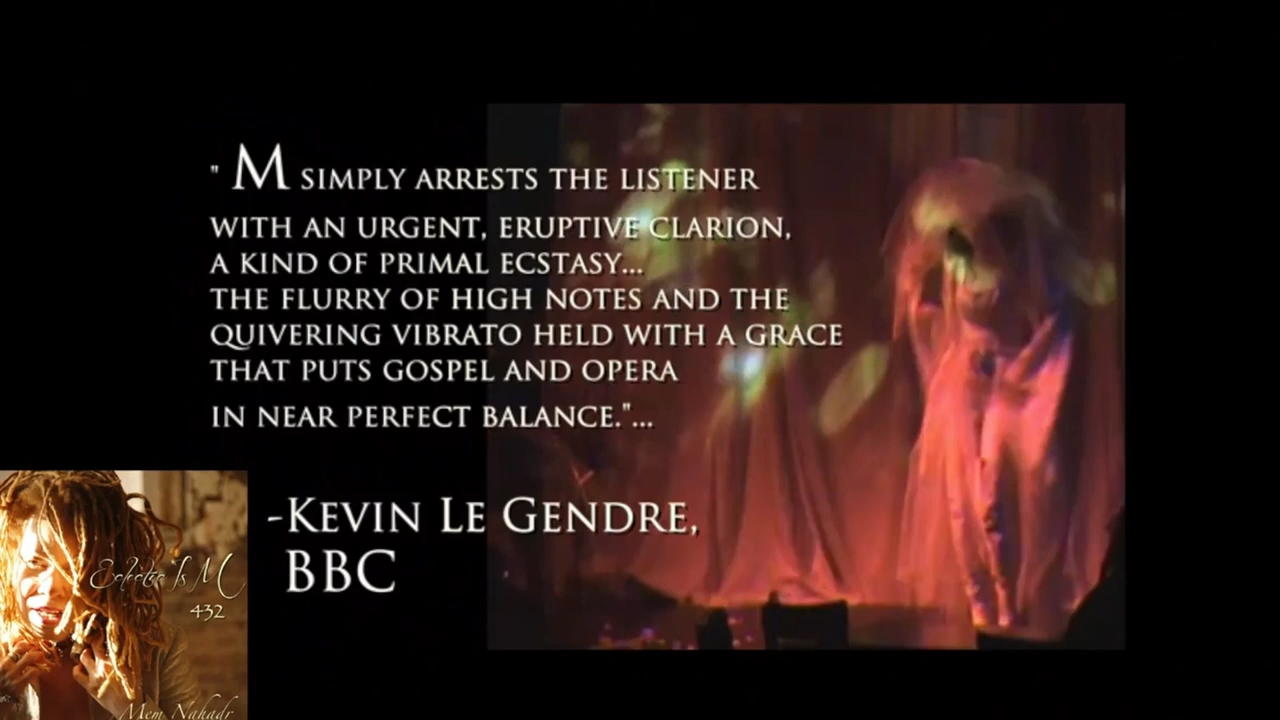 " M SIMPLY ARRESTS THE LISTENER
WITH AN URGENT, ERUPTIVE CLARION,
A KIND OF PRIMAL ECSTASY...
THE FLURRY OF HIGH NOTES AND THE
QUIVERING VIBRATO HELD WITH A GRACE
THAT PUTS GOSPEL AND OPERA
IN NEAR PERFECT BALANCE."...
-KEVIN LE GENDRE,
BBC
Eclectic Is M
432
Mem Nahadr